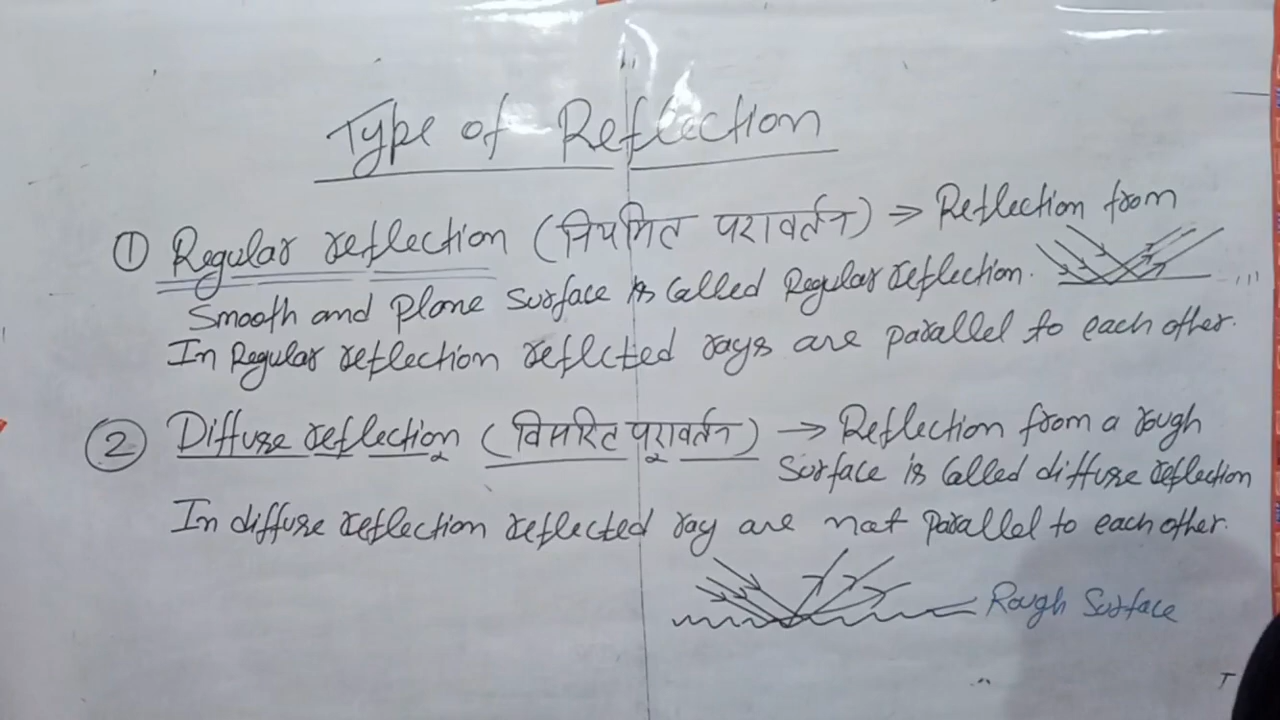 Type of Reflection
① Regular reflection (नियमित परावर्तन) ⇒ Reflection from
Smooth and plane surface is Called Regular reflection.
In Regular reflection reflcted rays are parallel to each other.
② Diffuse reflection (विसरित परावर्तन) → Reflection from a rough
Surface is Called diffuse reflection
In diffuse reflection reflected ray are not parallel to each other.
Rough Surface